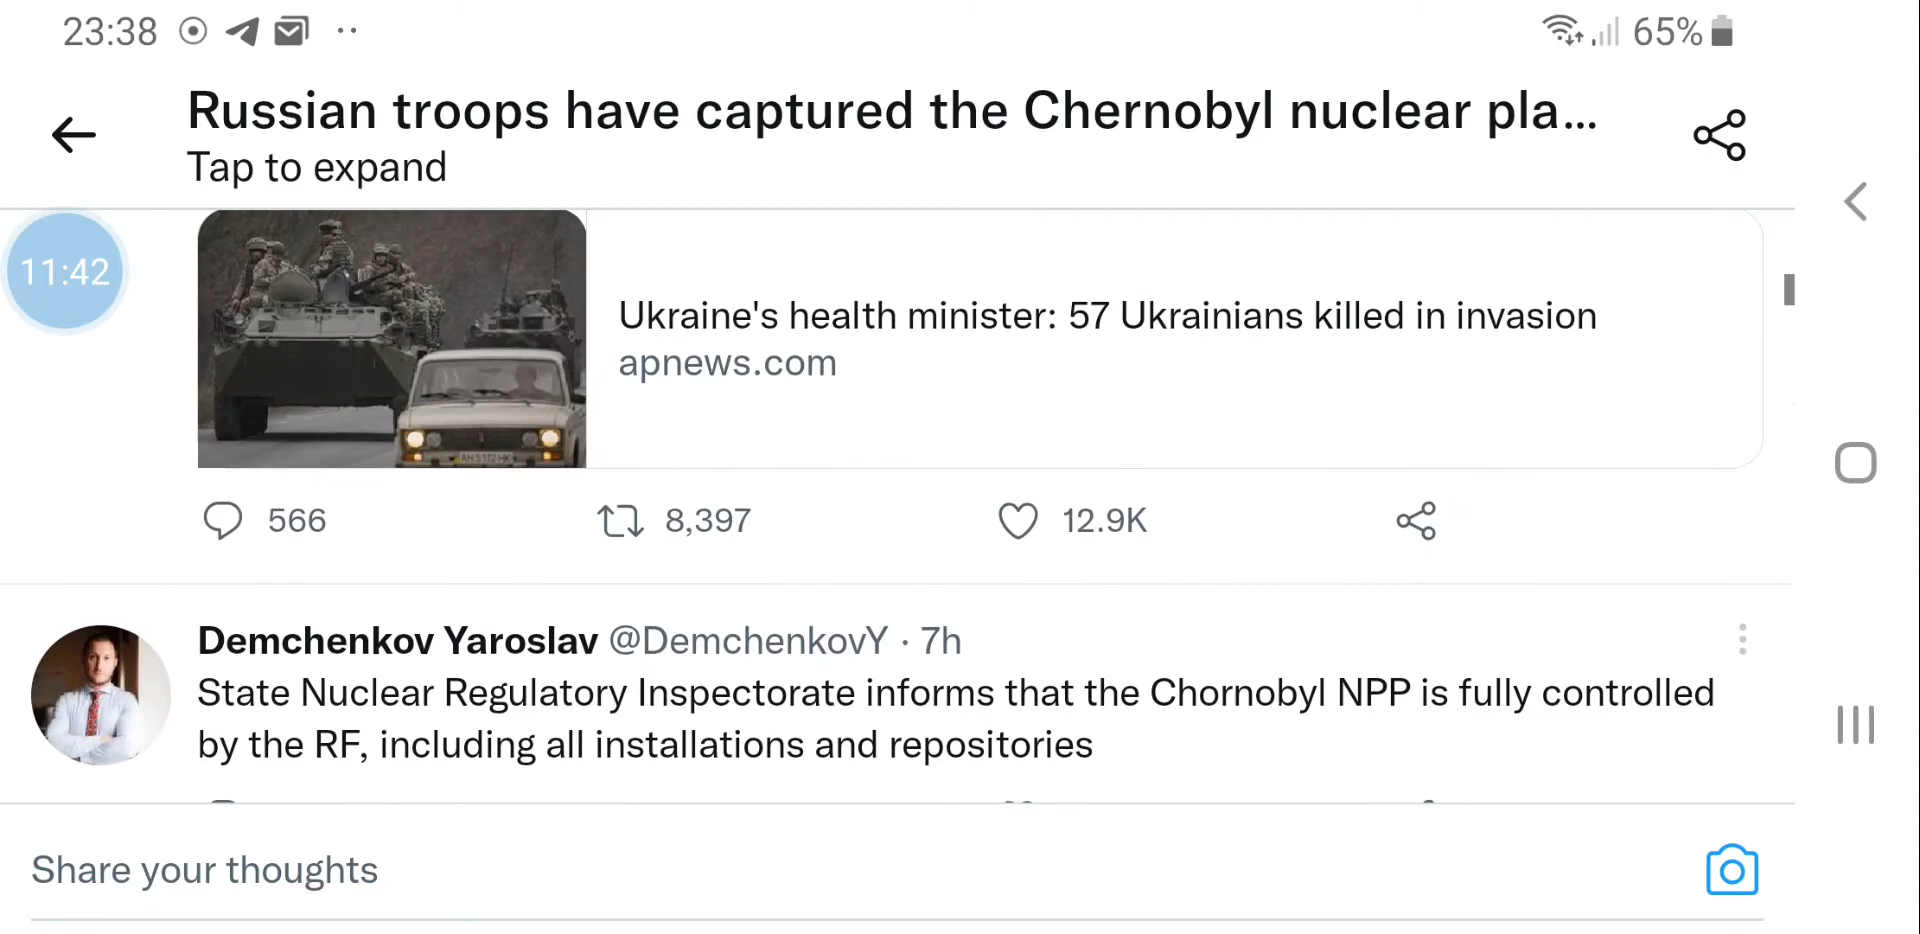 23:38
65%
Russian troops have captured the Chernobyl nuclear pla...
Tap to expand
11:42
Ukraine's health minister: 57 Ukrainians killed in invasion
apnews.com
566
8,397
12.9K
Demchenkov Yaroslav @DemchenkovY · 7h
State Nuclear Regulatory Inspectorate informs that the Chornobyl NPP is fully controlled
by the RF, including all installations and repositories
Share your thoughts